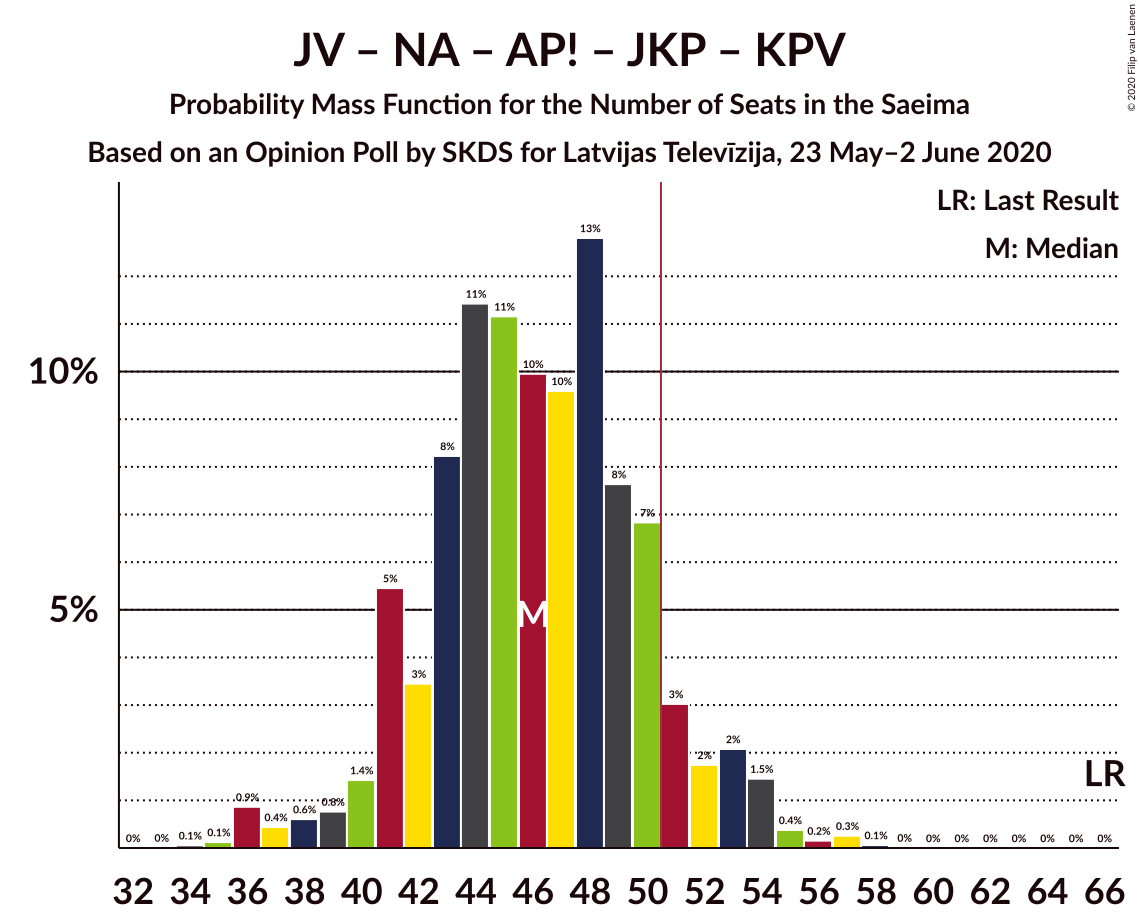 JV – NA – AP! – JKP – KPV
Probability Mass Function for the Number of Seats in the Saeima
Based on an Opinion Poll by SKDS for Latvijas Televīzija, 23 May–2 June 2020
© 2020 Filip van Laenen
LR: Last Result
M: Median
10%
5%
0% 0% 0.1% 0.1% 0.9% 0.4% 0.6% 0.8% 1.4% 5% 3% 8% 11% 11% 10% 10% 13% 8% 7% 3% 2% 2% 1.5% 0.4% 0.2% 0.3% 0.1% 0% 0% 0% 0% 0% 0% 0% 0%
M
LR
32 34 36 38 40 42 44 46 48 50 52 54 56 58 60 62 64 66